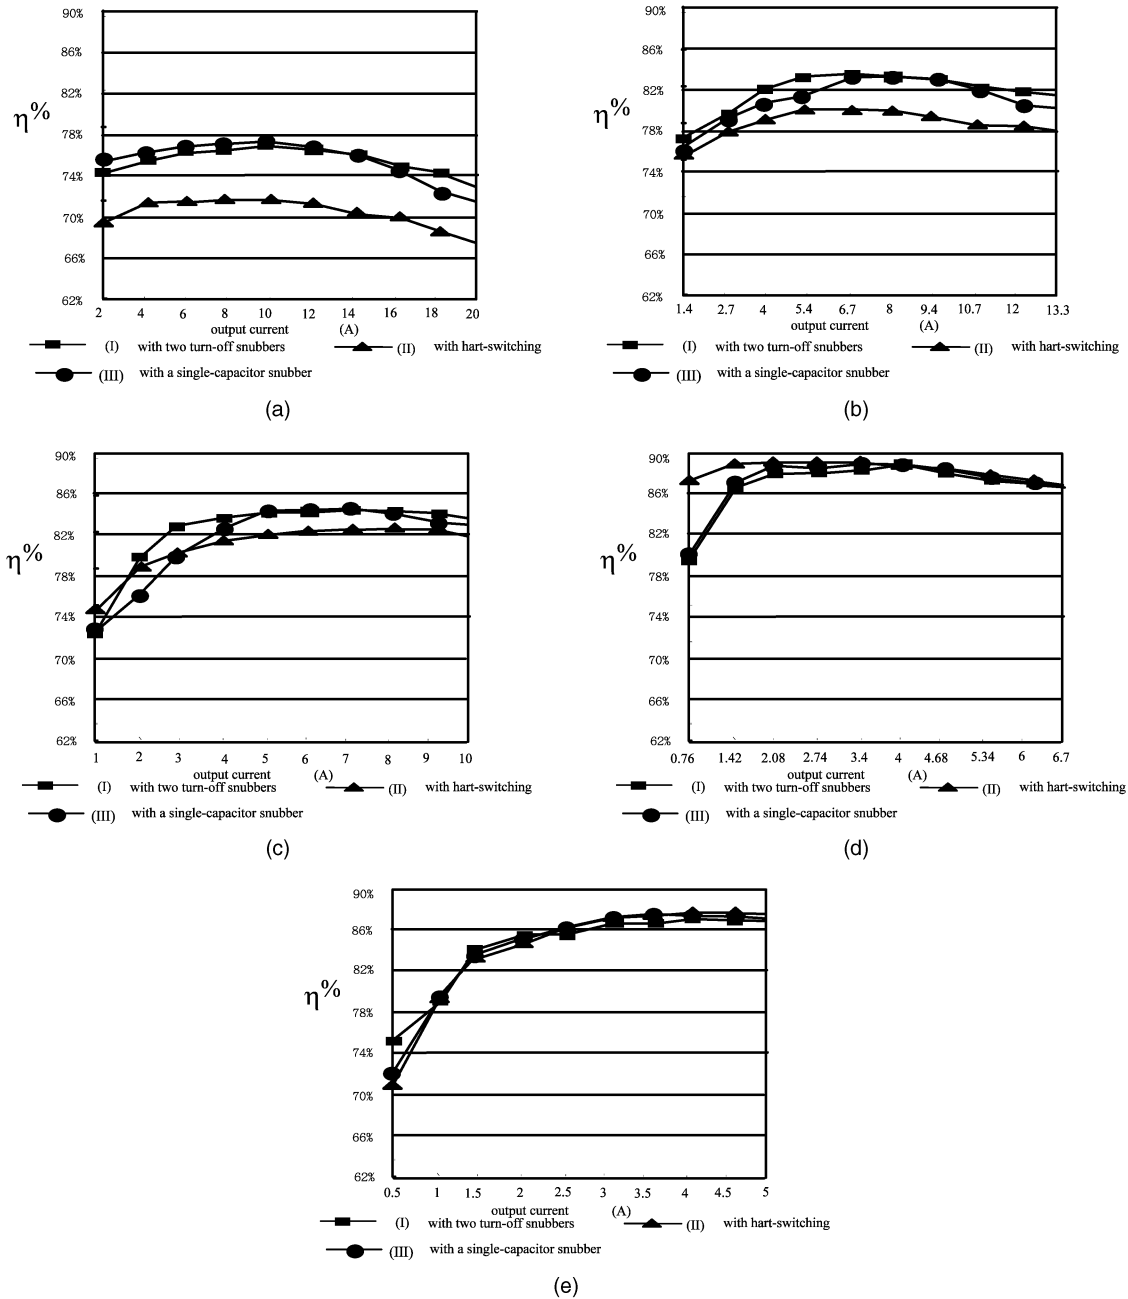 90%
86%
82%
78%
74%
70%
66%
62%
η%
2 4 6 8 10 12 14 16 18 20
output current (A)
(I) with two turn-off snubbers (II) with hart-switching
(III) with a single-capacitor snubber
(a)
90%
86%
82%
78%
74%
70%
66%
62%
η%
1.4 2.7 4 5.4 6.7 8 9.4 10.7 12 13.3
output current (A)
(I) with two turn-off snubbers (II) with hart-switching
(III) with a single-capacitor snubber
(b)
90%
86%
82%
78%
74%
70%
66%
62%
η%
1 2 3 4 5 6 7 8 9 10
output current (A)
(I) with two turn-off snubbers (II) with hart-switching
(III) with a single-capacitor snubber
(c)
90%
86%
82%
78%
74%
70%
66%
62%
η%
0.76 1.42 2.08 2.74 3.4 4 4.68 5.34 6 6.7
output current (A)
(I) with two turn-off snubbers (II) with hart-switching
(III) with a single-capacitor snubber
(d)
90%
86%
82%
78%
74%
70%
66%
62%
η%
0.5 1 1.5 2 2.5 3 3.5 4 4.5 5
output current (A)
(I) with two turn-off snubbers (II) with hart-switching
(III) with a single-capacitor snubber
(e)